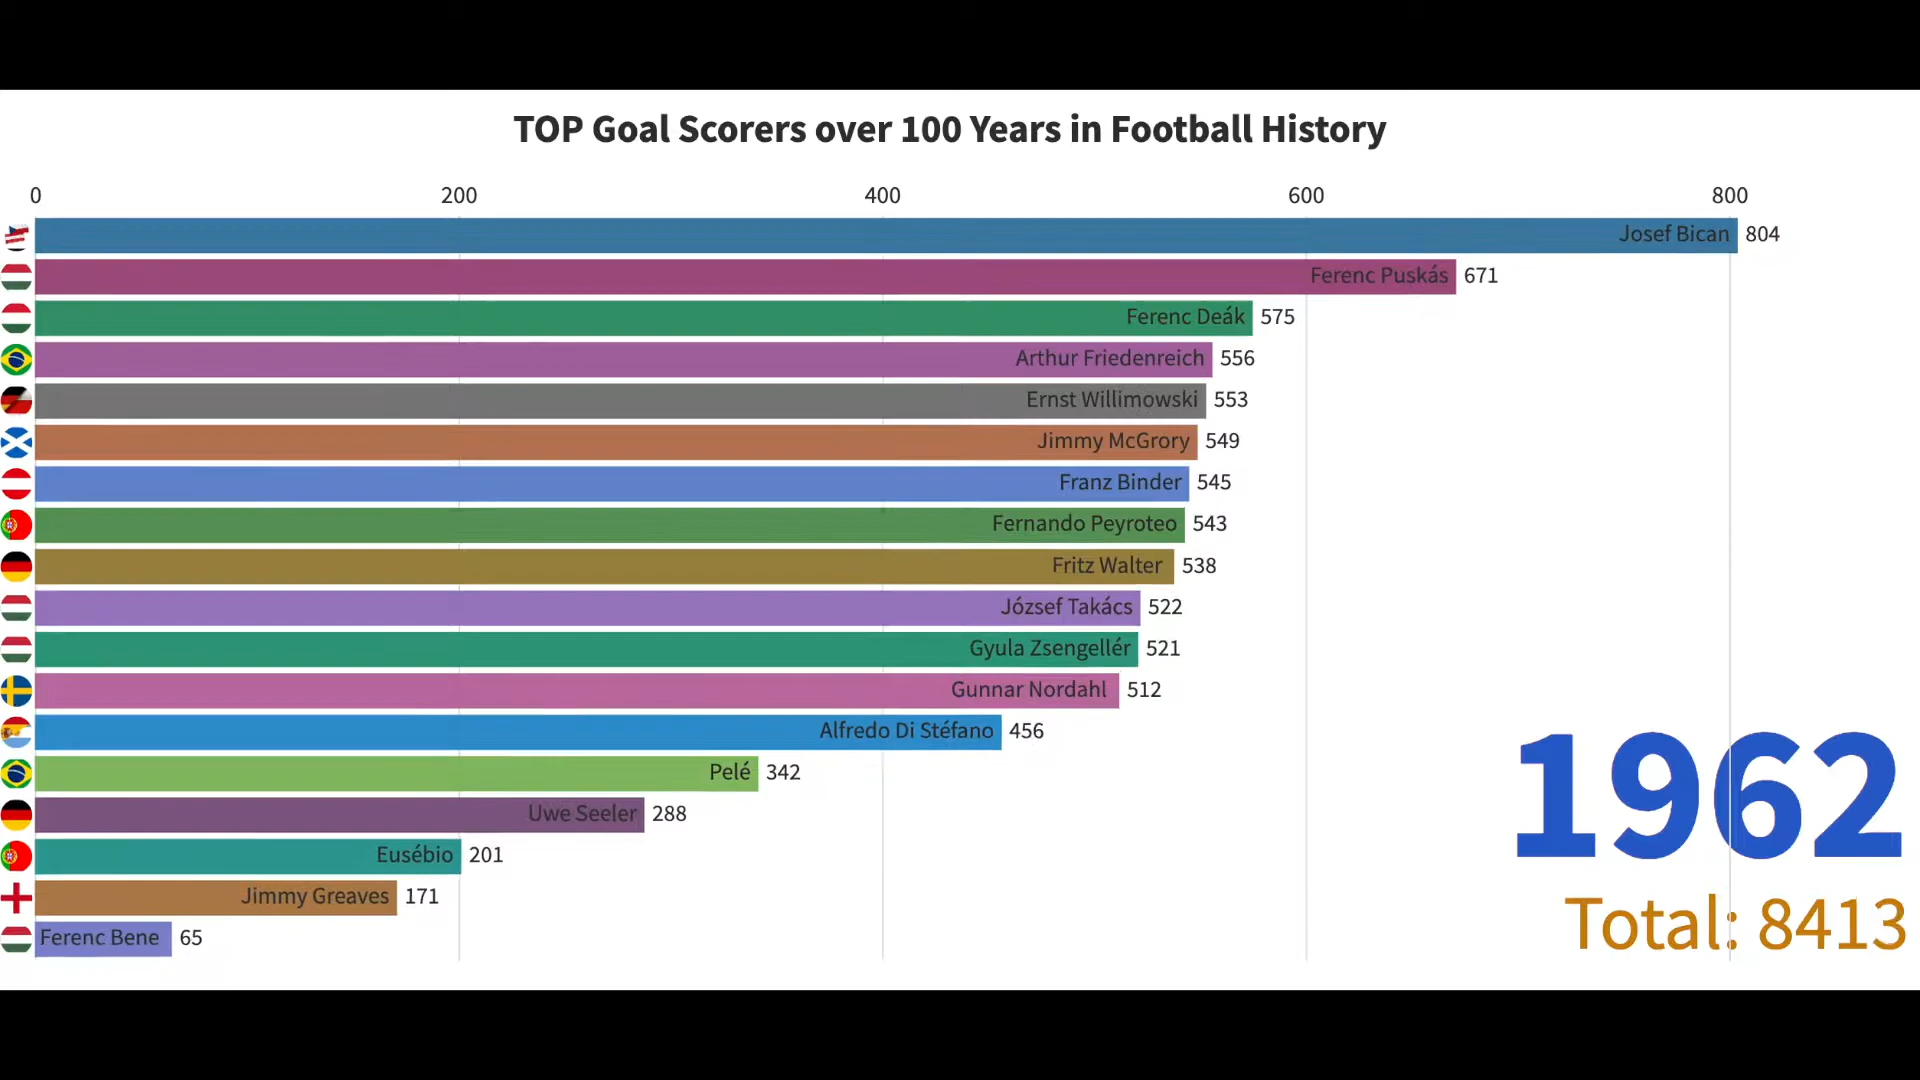 TOP Goal Scorers over 100 Years in Football History
0 200 400 600 800
Josef Bican 804
Ferenc Puskás 671
Ferenc Deák 575
Arthur Friedenreich 556
Ernst Willimowski 553
Jimmy McGrory 549
Franz Binder 545
Fernando Peyroteo 543
Fritz Walter 538
József Takács 522
Gyula Zsengellér 521
Gunnar Nordahl 512
Alfredo Di Stéfano 456
Pelé 342
Uwe Seeler 288
Eusébio 201
Jimmy Greaves 171
Ferenc Bene 65
1962
Total: 8413